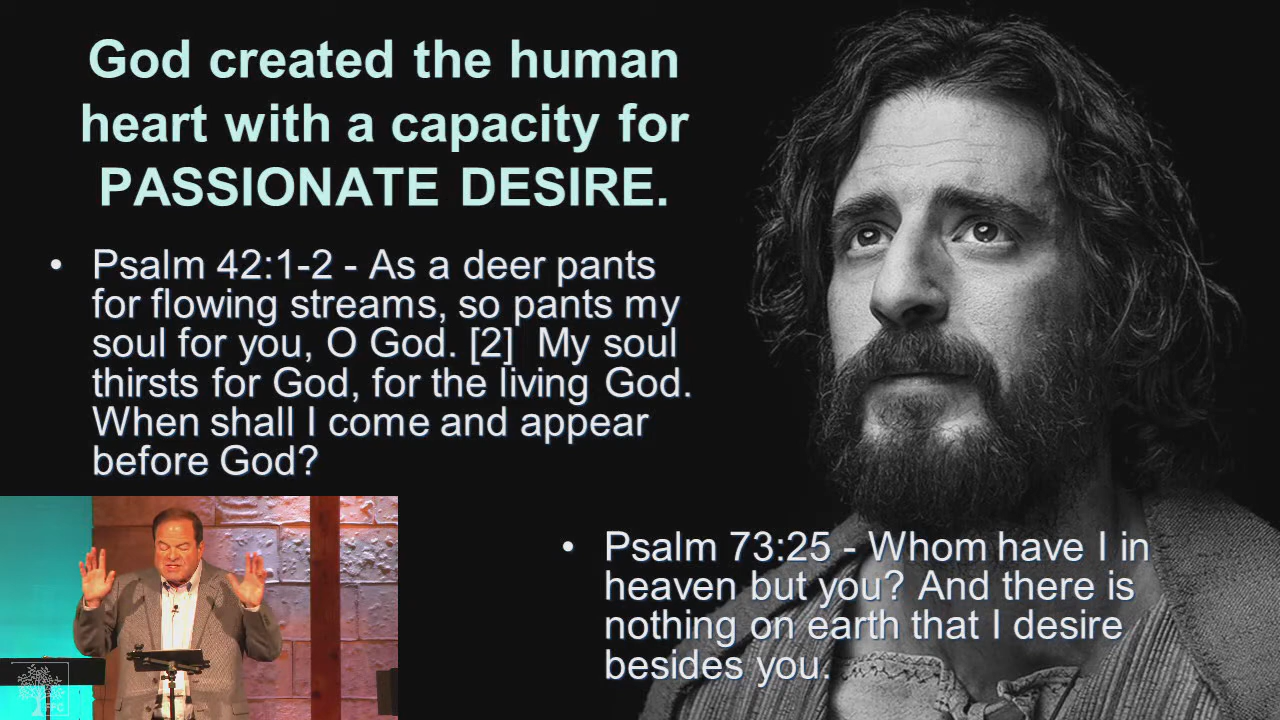 God created the human
heart with a capacity for
PASSIONATE DESIRE.
• Psalm 42:1-2 - As a deer pants
for flowing streams, so pants my
soul for you, O God. [2] My soul
thirsts for God, for the living God.
When shall I come and appear
before God?
• Psalm 73:25 - Whom have I in
heaven but you? And there is
nothing on earth that I desire
besides you.
FPC